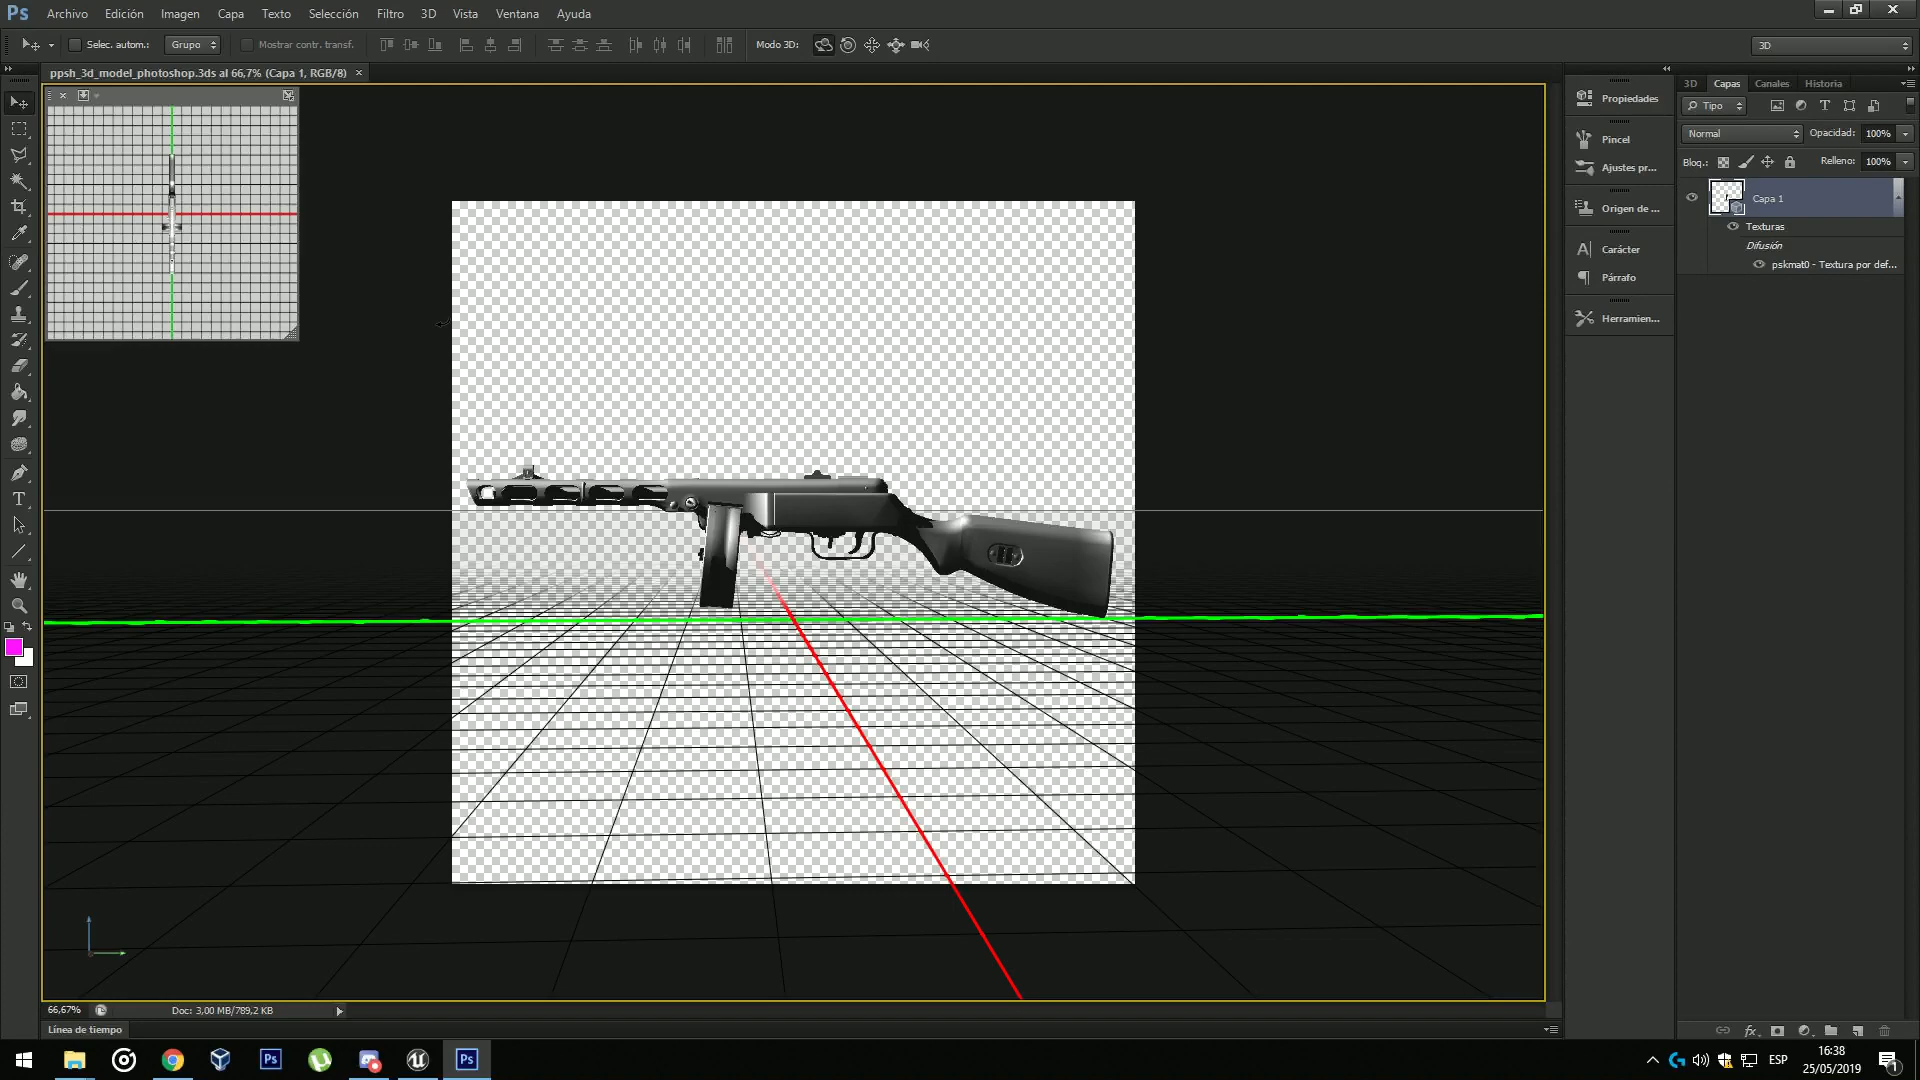 Ps Archivo Edición Imagen Capa Texto Selección Filtro 3D Vista Ventana Ayuda
Selec. autom.: Grupo Mostrar contr. transf. Modo 3D: 3D
ppsh_3d_model_photoshop.3ds al 66,7% (Capa 1, RGB/8) ×
Propiedades
Pincel
Ajustes pr...
Origen de ...
Carácter
Párrafo
Herramien...
3D Capas Canales Historia
Tipo
Normal Opacidad: 100%
Bloq.: Relleno: 100%
Capa 1
Texturas
Difusión
pskmat0 - Textura por def...
66,67% Doc: 3,00 MB/789,2 KB
Línea de tiempo
Ps Ps ESP 16:38
25/05/2019
1